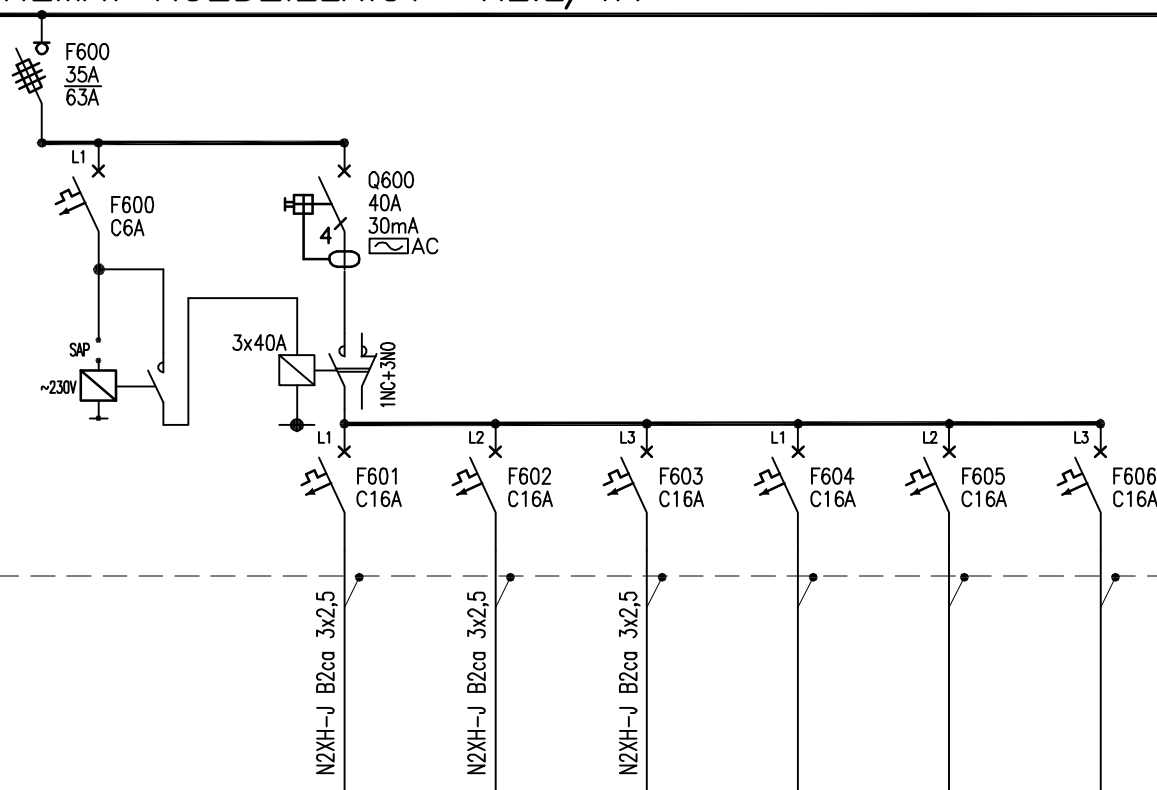 F600
35A
63A
L1
F600
C6A
Q600
40A
30mA
AC
4
SAP
~230V
3x40A
1NC+3NO
L1
L2
L3
L1
L2
L3
F601
C16A
F602
C16A
F603
C16A
F604
C16A
F605
C16A
F606
C16A
N2XH-J B2ca 3x2,5
N2XH-J B2ca 3x2,5
N2XH-J B2ca 3x2,5